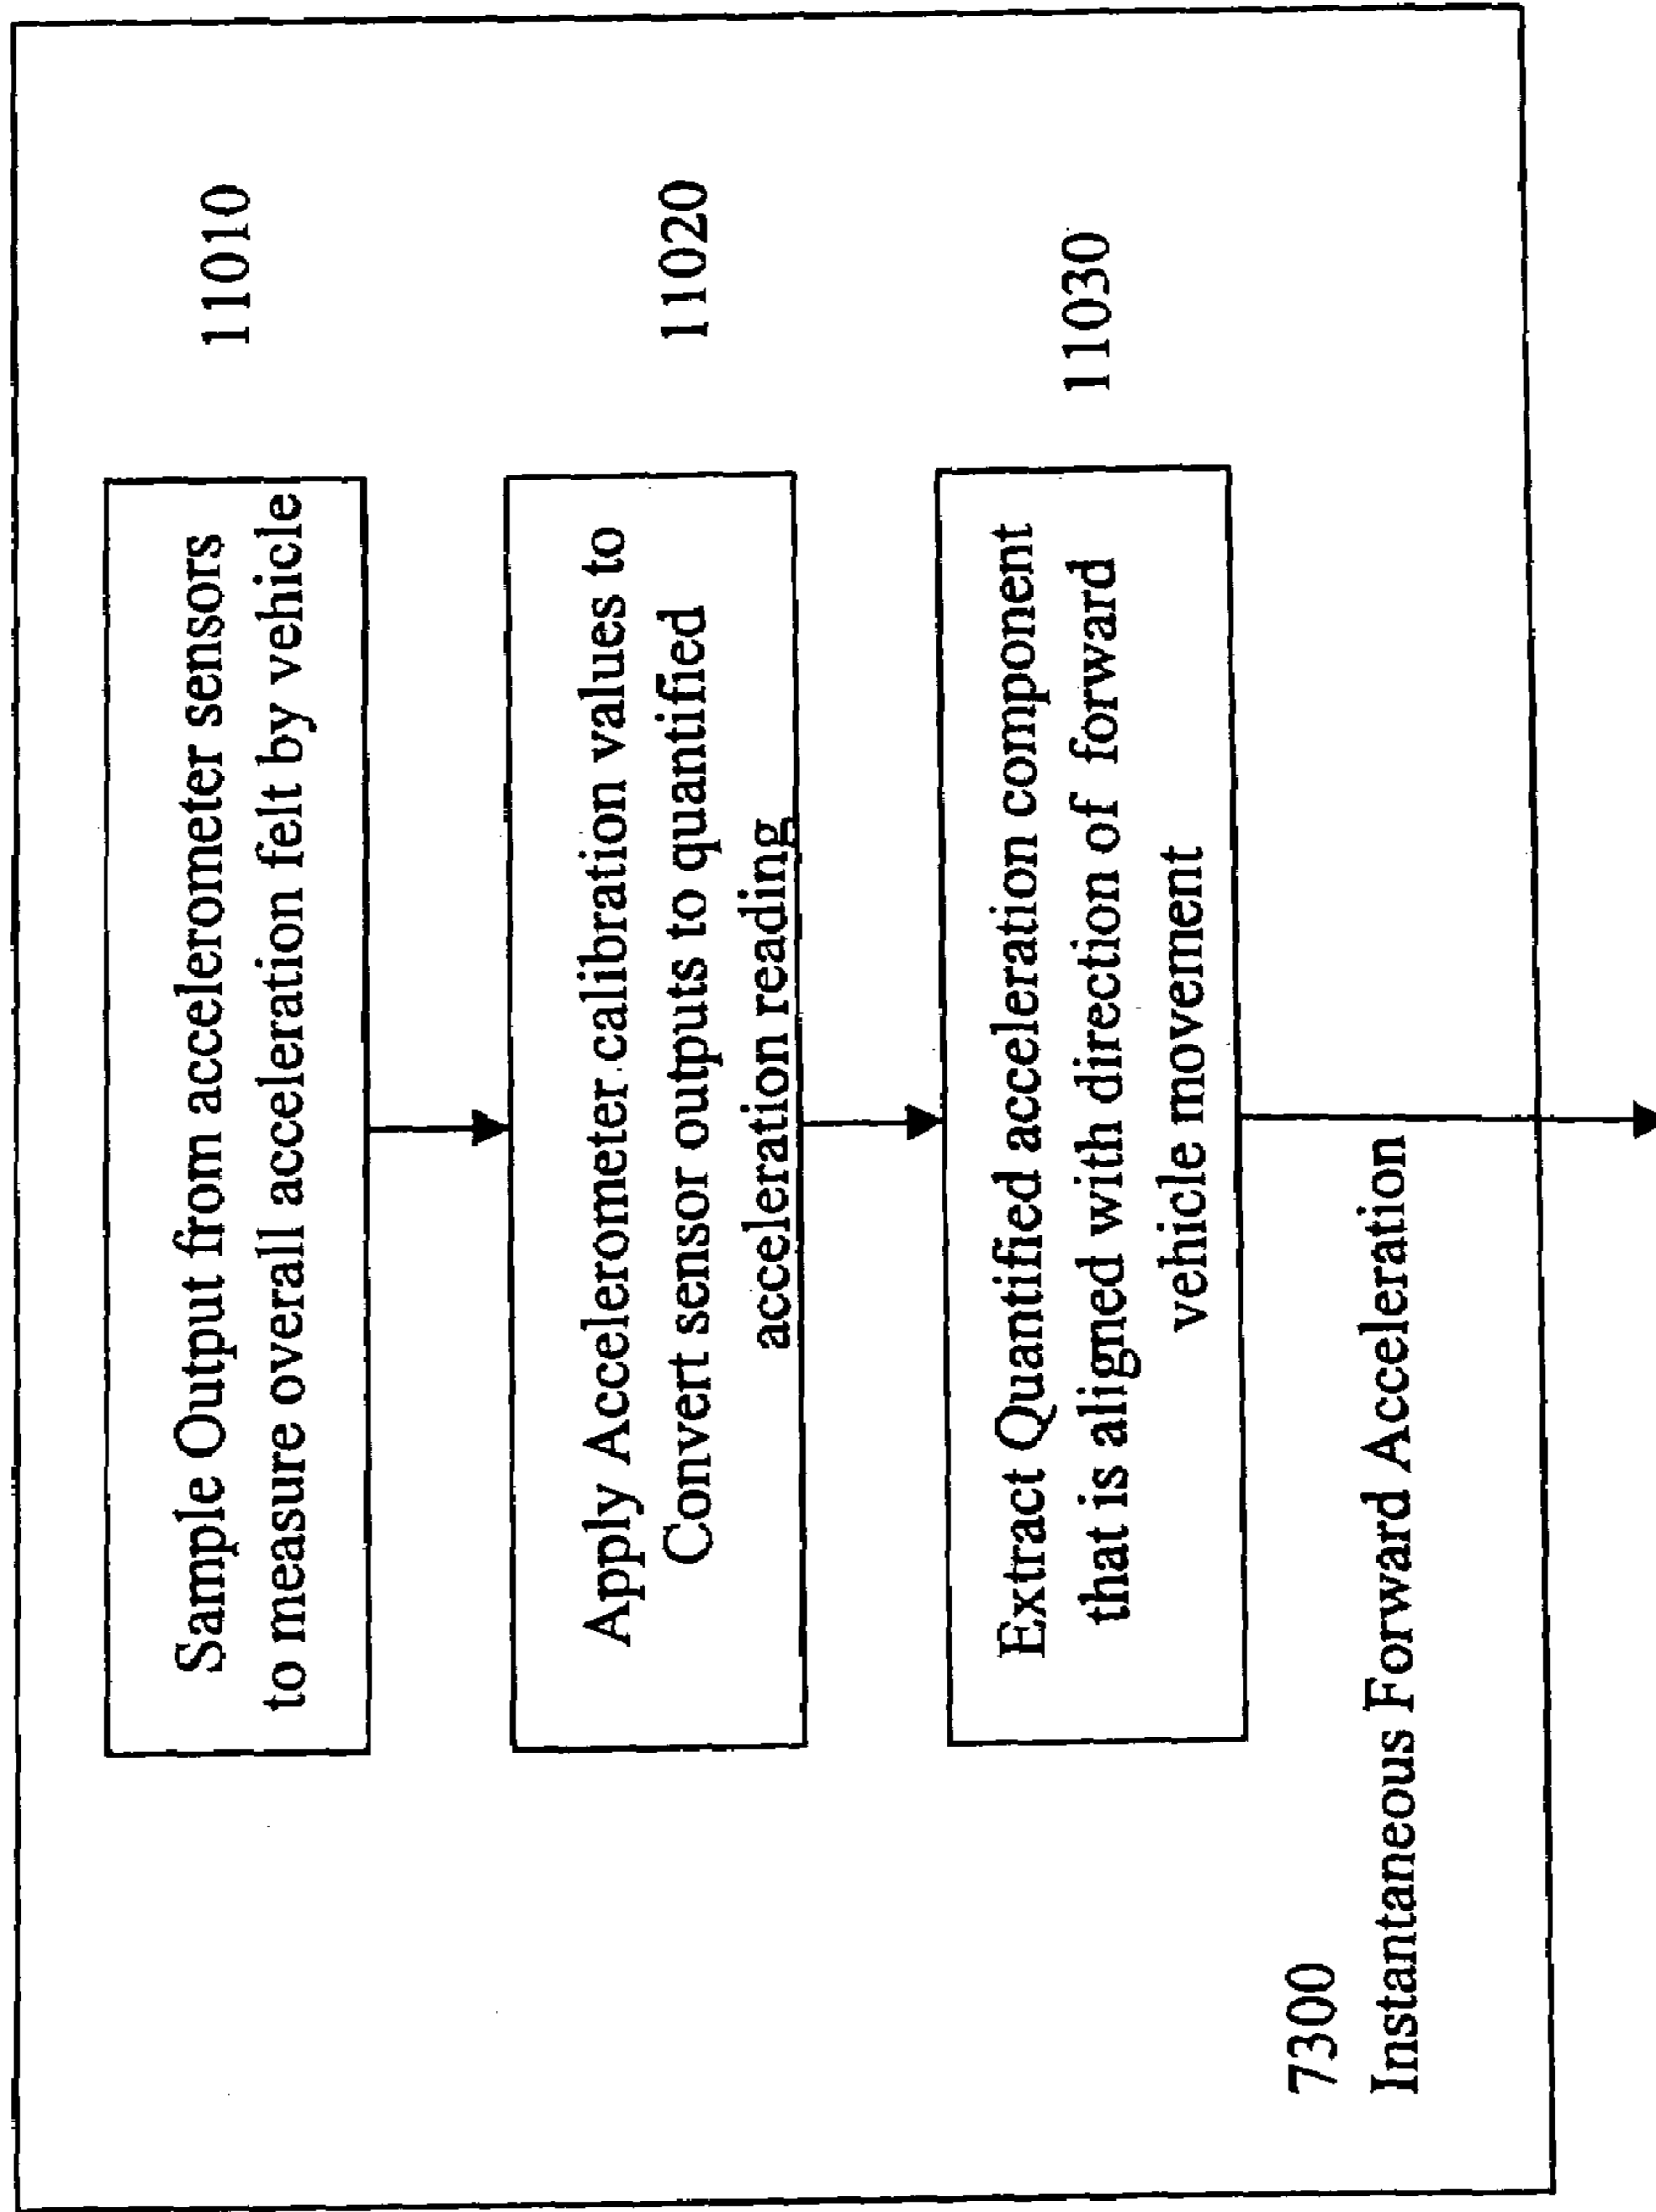 Sample Output from accelerometer sensors
to measure overall acceleration felt by vehicle
11010
Apply Accelerometer calibration values to
Convert sensor outputs to quantified
acceleration reading
11020
Extract Quantified acceleration component
that is aligned with direction of forward
vehicle movement
11030
7300
Instantaneous Forward Acceleration